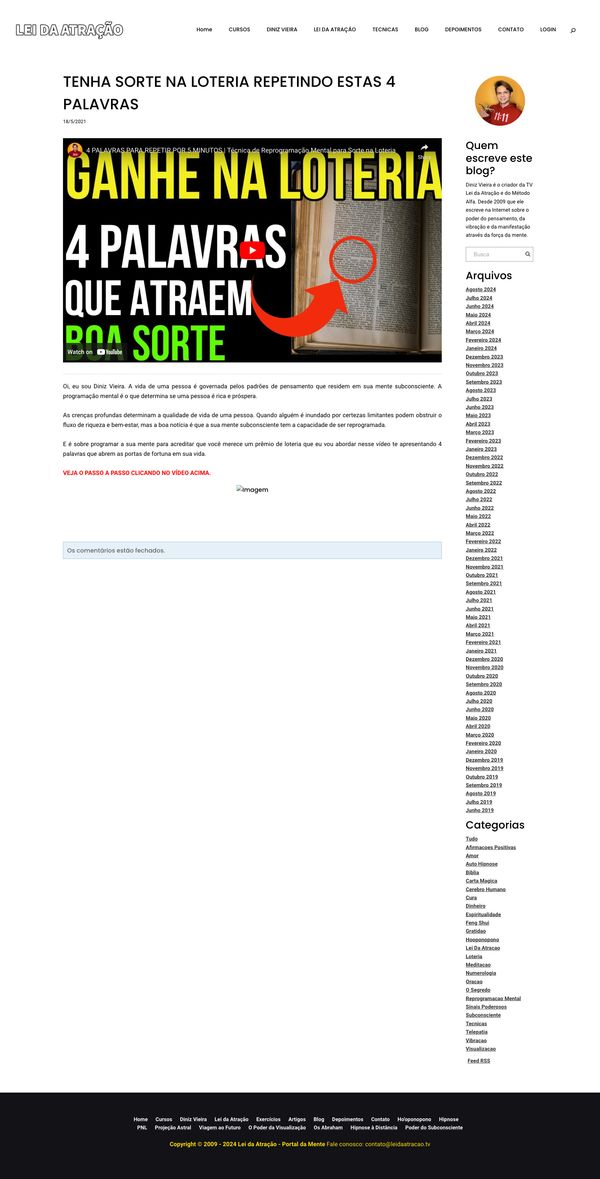 LEI DA ATRAÇÃO
Home CURSOS DINIZ VIEIRA LEI DA ATRAÇÃO TECNICAS BLOG DEPOIMENTOS CONTATO LOGIN
TENHA SORTE NA LOTERIA REPETINDO ESTAS 4
PALAVRAS
18/5/2021
4 PALAVRAS PARA REPETIR POR 5 MINUTOS | Técnica de Reprogramação Mental para Sorte na Loteria
Share
GANHE NA LOTERIA
4 PALAVRAS
QUE ATRAEM
BOA SORTE
Watch on YouTube
Oi, eu sou Diniz Vieira. A vida de uma pessoa é governada pelos padrões de pensamento que residem em sua mente subconsciente. A
programação mental é o que determina se uma pessoa é rica e próspera.
As crenças profundas determinam a qualidade de vida de uma pessoa. Quando alguém é inundado por certezas limitantes podem obstruir o
fluxo de riqueza e bem-estar, mas a boa notícia é que a sua mente subconsciente tem a capacidade de ser reprogramada.
E é sobre programar a sua mente para acreditar que você merece um prêmio de loteria que eu vou abordar nesse vídeo te apresentando 4
palavras que abrem as portas de fortuna em sua vida.
VEJA O PASSO A PASSO CLICANDO NO VÍDEO ACIMA.
Imagem
Os comentários estão fechados.
11:11
Quem
escreve este
blog?
Diniz Vieira é o criador da TV
Lei da Atração e do Método
Alfa. Desde 2009 que ele
escreve na Internet sobre o
poder do pensamento, da
vibração e da manifestação
através da força da mente.
Busca
Arquivos
Agosto 2024
Julho 2024
Junho 2024
Maio 2024
Abril 2024
Março 2024
Fevereiro 2024
Janeiro 2024
Dezembro 2023
Novembro 2023
Outubro 2023
Setembro 2023
Agosto 2023
Julho 2023
Junho 2023
Maio 2023
Abril 2023
Março 2023
Fevereiro 2023
Janeiro 2023
Dezembro 2022
Novembro 2022
Outubro 2022
Setembro 2022
Agosto 2022
Julho 2022
Junho 2022
Maio 2022
Abril 2022
Março 2022
Fevereiro 2022
Janeiro 2022
Dezembro 2021
Novembro 2021
Outubro 2021
Setembro 2021
Agosto 2021
Julho 2021
Junho 2021
Maio 2021
Abril 2021
Março 2021
Fevereiro 2021
Janeiro 2021
Dezembro 2020
Novembro 2020
Outubro 2020
Setembro 2020
Agosto 2020
Julho 2020
Junho 2020
Maio 2020
Abril 2020
Março 2020
Fevereiro 2020
Janeiro 2020
Dezembro 2019
Novembro 2019
Outubro 2019
Setembro 2019
Agosto 2019
Julho 2019
Junho 2019
Categorias
Tudo
Afirmacoes Positivas
Amor
Auto Hipnose
Biblia
Carta Magica
Cerebro Humano
Cura
Dinheiro
Espiritualidade
Feng Shui
Gratidao
Hooponopono
Lei Da Atracao
Loteria
Meditacao
Numerologia
Oracao
O Segredo
Reprogramacao Mental
Sinais Poderosos
Subconsciente
Tecnicas
Telepatia
Vibracao
Visualizacao
Feed RSS
Home Cursos Diniz Vieira Lei da Atração Exercícios Artigos Blog Depoimentos Contato Ho'oponopono Hipnose
PNL Projeção Astral Viagem ao Futuro O Poder da Visualização Os Abraham Hipnose à Distância Poder do Subconsciente
Copyright © 2009 - 2024 Lei da Atração - Portal da Mente Fale conosco: contato@leidaatracao.tv